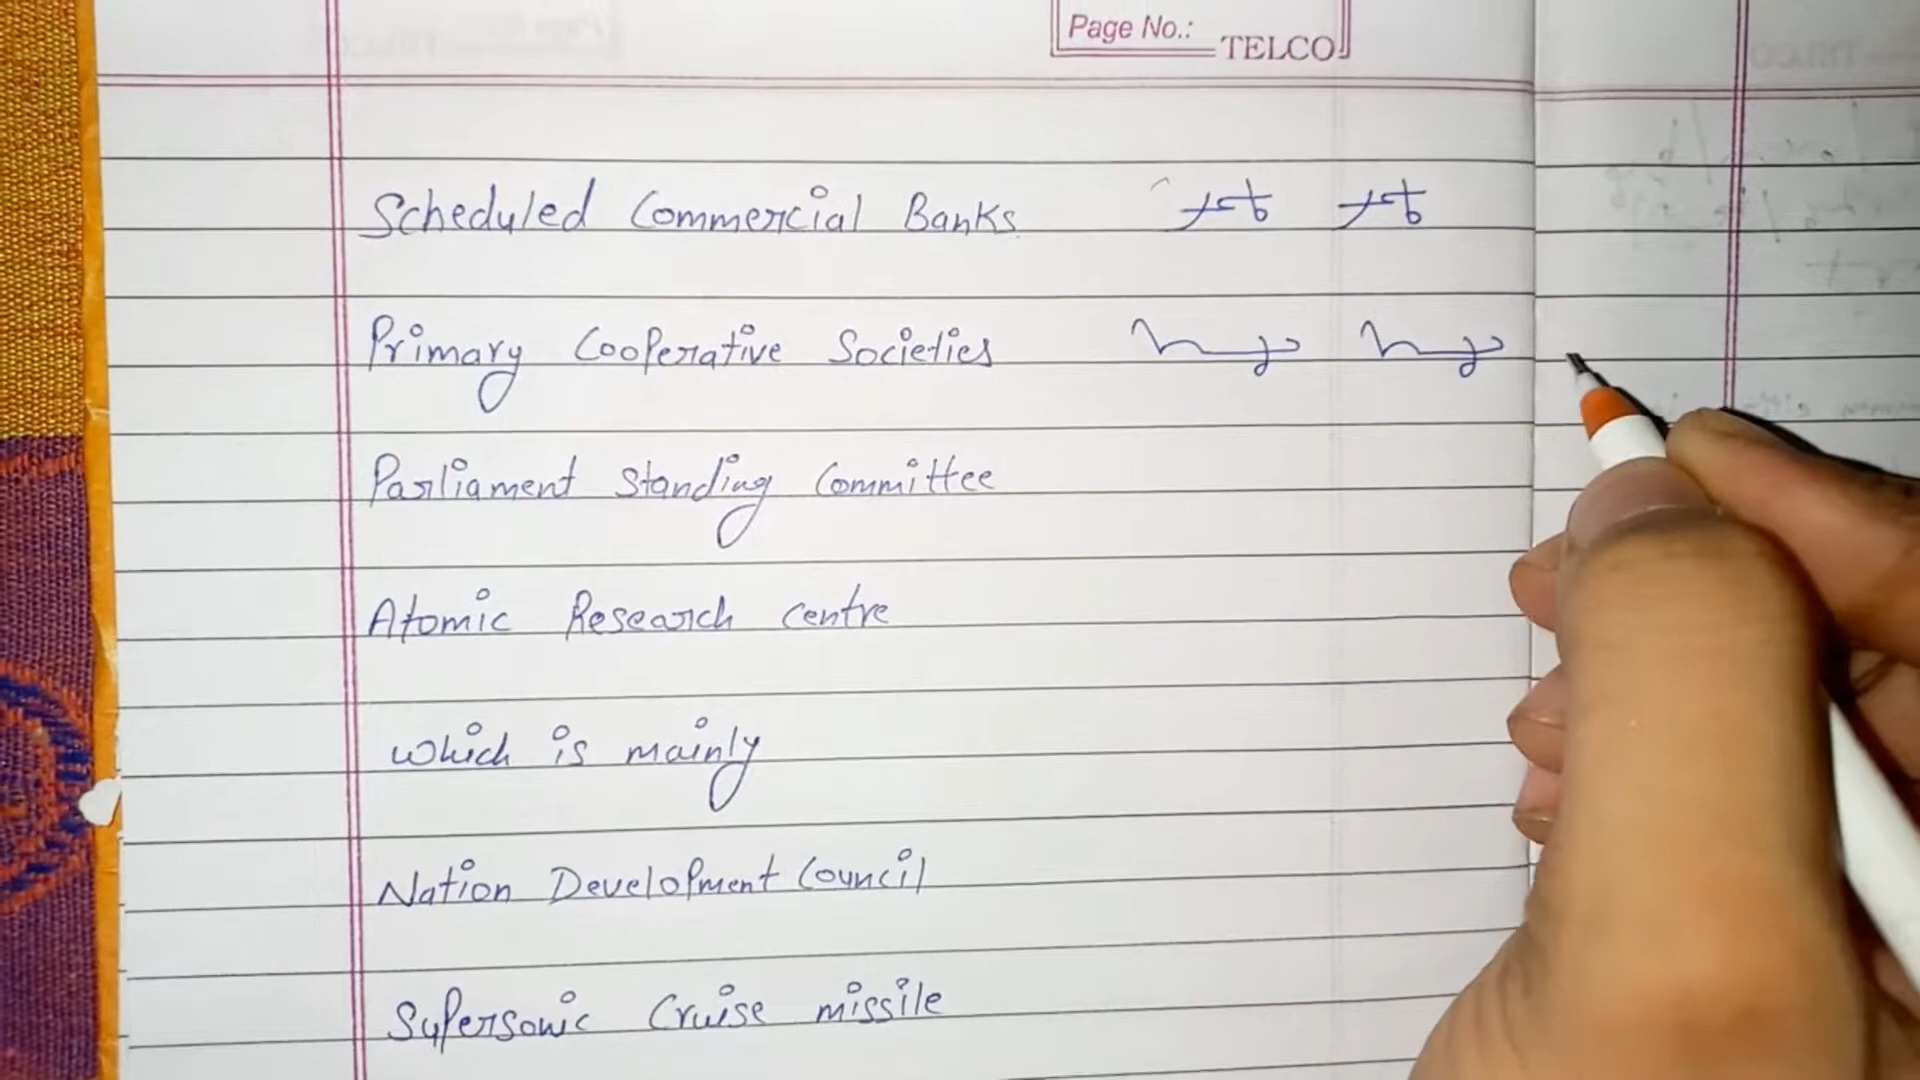 Page No.:
TELCO
Scheduled Commercial Banks
Primary Cooperative Societies
Parliament Standing Committee
Atomic Research centre
which is mainly
Nation Development Council
Supersonic Cruise missile